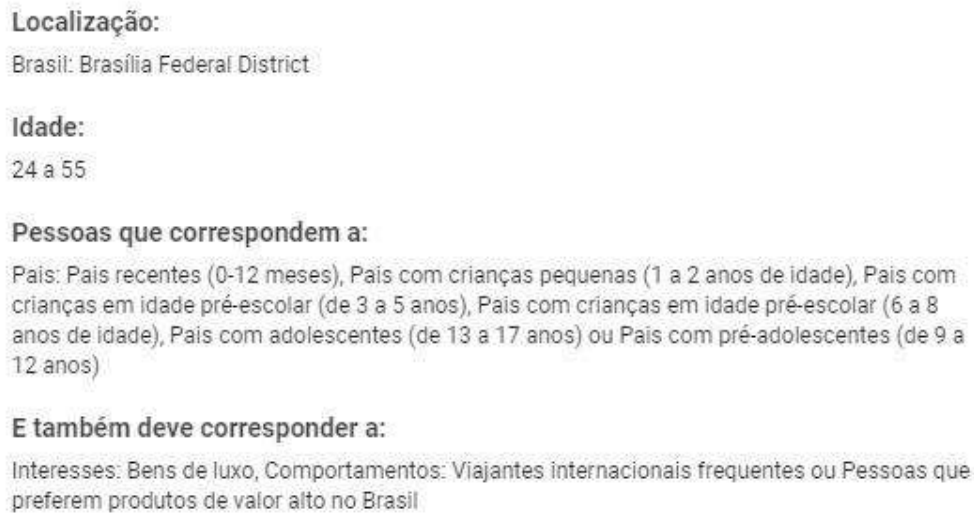 Localização:
Brasil: Brasília Federal District
Idade:
24 a 55
Pessoas que correspondem a:
Pais: Pais recentes (0-12 meses), Pais com crianças pequenas (1 a 2 anos de idade), Pais com
crianças em idade pré-escolar (de 3 a 5 anos), Pais com crianças em idade pré-escolar (6 a 8
anos de idade), Pais com adolescentes (de 13 a 17 anos) ou Pais com pré-adolescentes (de 9 a
12 anos)
E também deve corresponder a:
Interesses: Bens de luxo, Comportamentos: Viajantes internacionais frequentes ou Pessoas que
preferem produtos de valor alto no Brasil